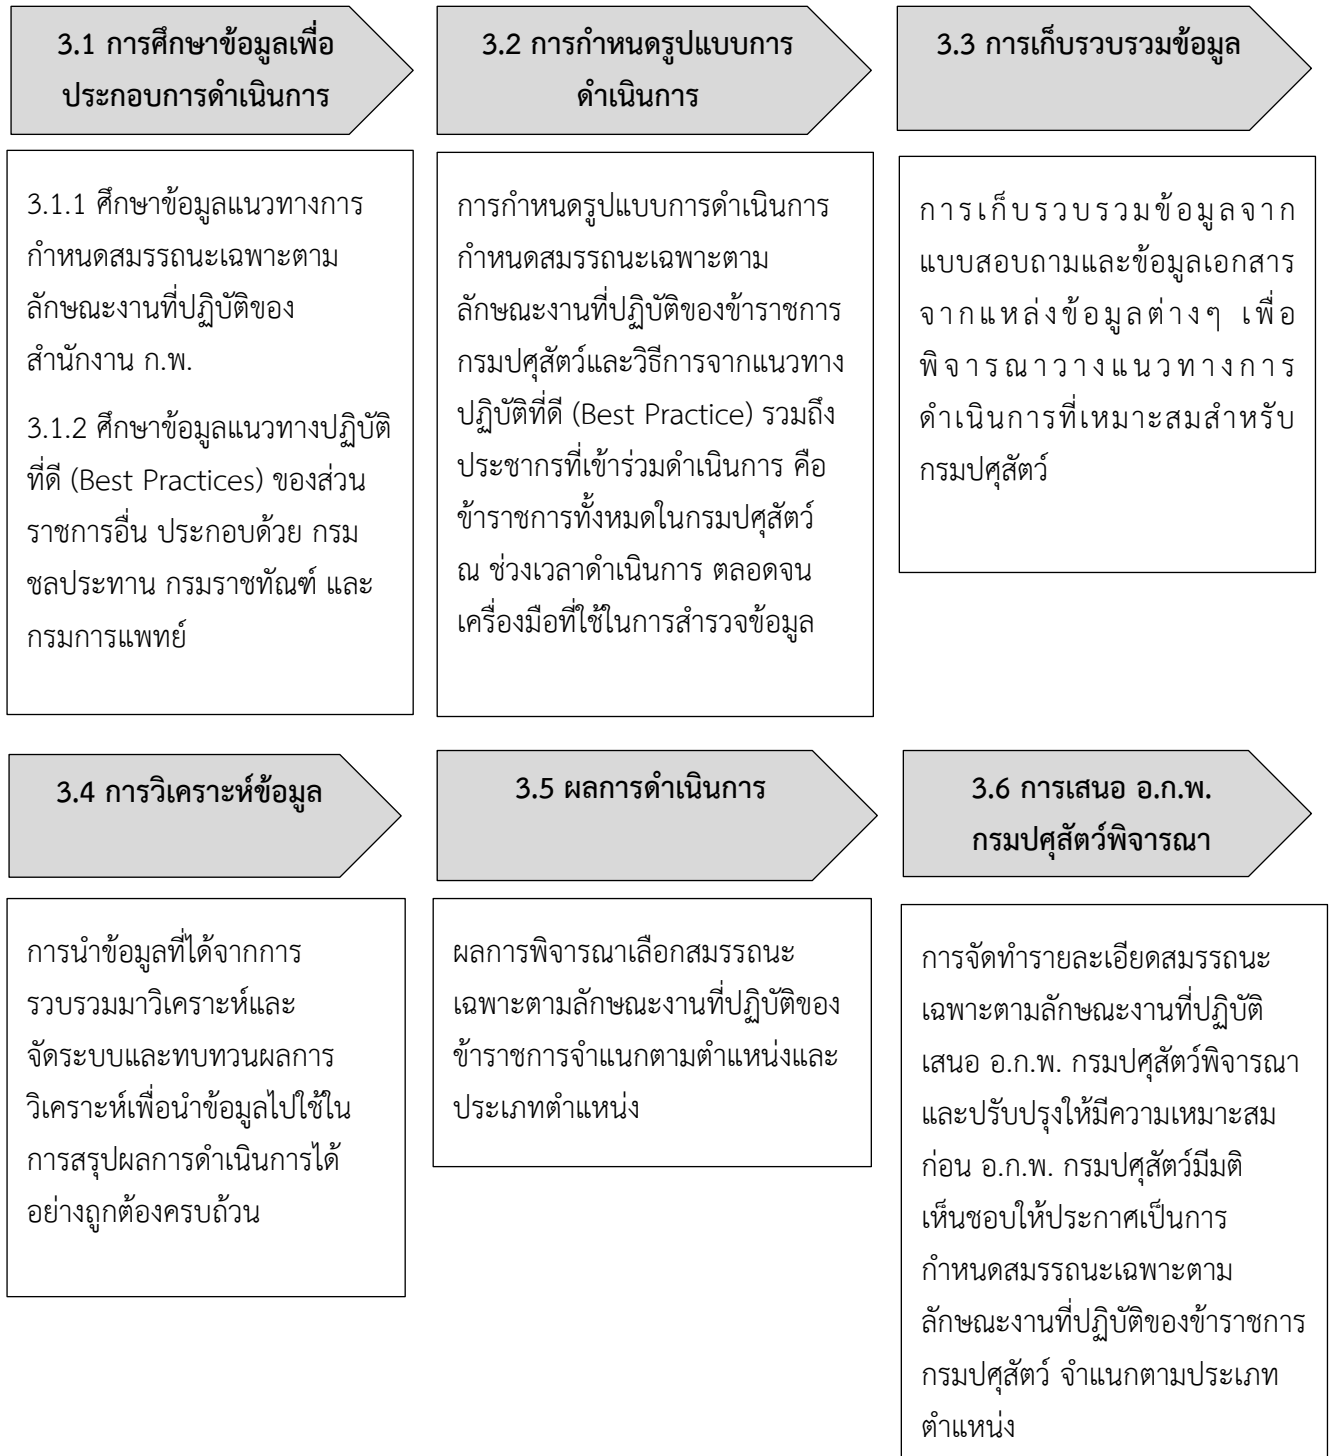 3.1 การศึกษาข้อมูลเพื่อ
ประกอบการดำเนินการ
3.1.1 ศึกษาข้อมูลแนวทางการ
กำหนดสมรรถนะเฉพาะตาม
ลักษณะงานที่ปฏิบัติของ
สำนักงาน ก.พ.
3.1.2 ศึกษาข้อมูลแนวทางปฏิบัติ
ที่ดี (Best Practices) ของส่วน
ราชการอื่น ประกอบด้วย กรม
ชลประทาน กรมราชทัณฑ์ และ
กรมการแพทย์
3.2 การกำหนดรูปแบบการ
ดำเนินการ
การกำหนดรูปแบบการดำเนินการ
กำหนดสมรรถนะเฉพาะตาม
ลักษณะงานที่ปฏิบัติของข้าราชการ
กรมปศุสัตว์และวิธีการจากแนวทาง
ปฏิบัติที่ดี (Best Practice) รวมถึง
ประชากรที่เข้าร่วมดำเนินการ คือ
ข้าราชการทั้งหมดในกรมปศุสัตว์
ณ ช่วงเวลาดำเนินการ ตลอดจน
เครื่องมือที่ใช้ในการสำรวจข้อมูล
3.3 การเก็บรวบรวมข้อมูล
การเก็บรวบรวมข้อมูลจาก
แบบสอบถามและข้อมูลเอกสาร
จากแหล่งข้อมูลต่างๆ เพื่อ
พิจารณาวางแนวทางการ
ดำเนินการที่เหมาะสมสำหรับ
กรมปศุสัตว์
3.4 การวิเคราะห์ข้อมูล
การนำข้อมูลที่ได้จากการ
รวบรวมมาวิเคราะห์และ
จัดระบบและทบทวนผลการ
วิเคราะห์เพื่อนำข้อมูลไปใช้ใน
การสรุปผลการดำเนินการได้
อย่างถูกต้องครบถ้วน
3.5 ผลการดำเนินการ
ผลการพิจารณาเลือกสมรรถนะ
เฉพาะตามลักษณะงานที่ปฏิบัติของ
ข้าราชการจำแนกตามตำแหน่งและ
ประเภทตำแหน่ง
3.6 การเสนอ อ.ก.พ.
กรมปศุสัตว์พิจารณา
การจัดทำรายละเอียดสมรรถนะ
เฉพาะตามลักษณะงานที่ปฏิบัติ
เสนอ อ.ก.พ. กรมปศุสัตว์พิจารณา
และปรับปรุงให้มีความเหมาะสม
ก่อน อ.ก.พ. กรมปศุสัตว์มีมติ
เห็นชอบให้ประกาศเป็นการ
กำหนดสมรรถนะเฉพาะตาม
ลักษณะงานที่ปฏิบัติของข้าราชการ
กรมปศุสัตว์ จำแนกตามประเภท
ตำแหน่ง